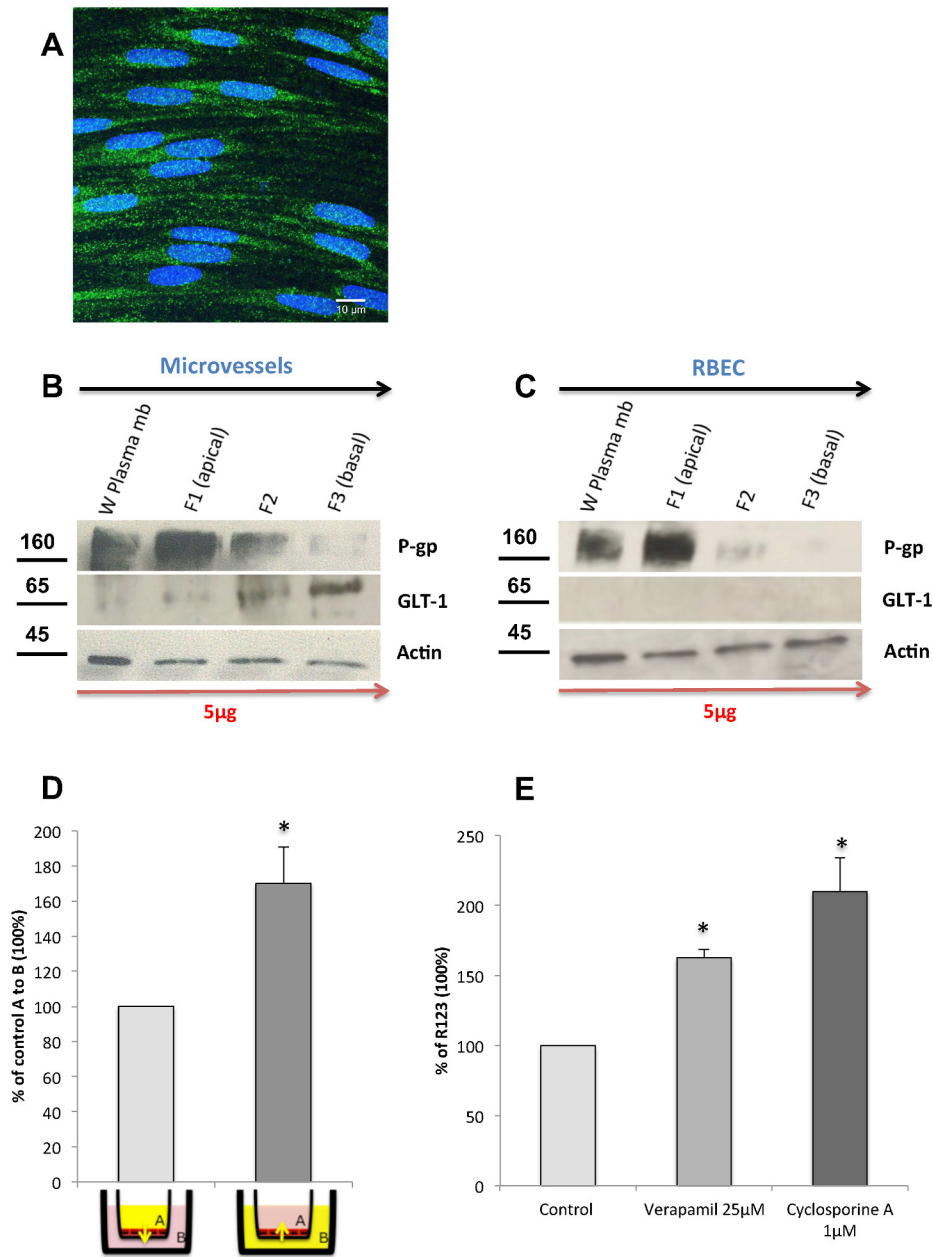 A
10 µm
B
Microvessels
W Plasma mb
F1 (apical)
F2
F3 (basal)
160
P-gp
65
GLT-1
45
Actin
5µg
C
RBEC
W Plasma mb
F1 (apical)
F2
F3 (basal)
160
P-gp
65
GLT-1
45
Actin
5µg
D
% of control A to B (100%)
200
180
160
140
120
100
80
60
40
20
0
*
A
B
A
B
E
% of R123 (100%)
250
200
150
100
50
0
*
*
Control
Verapamil 25µM
Cyclosporine A
1µM